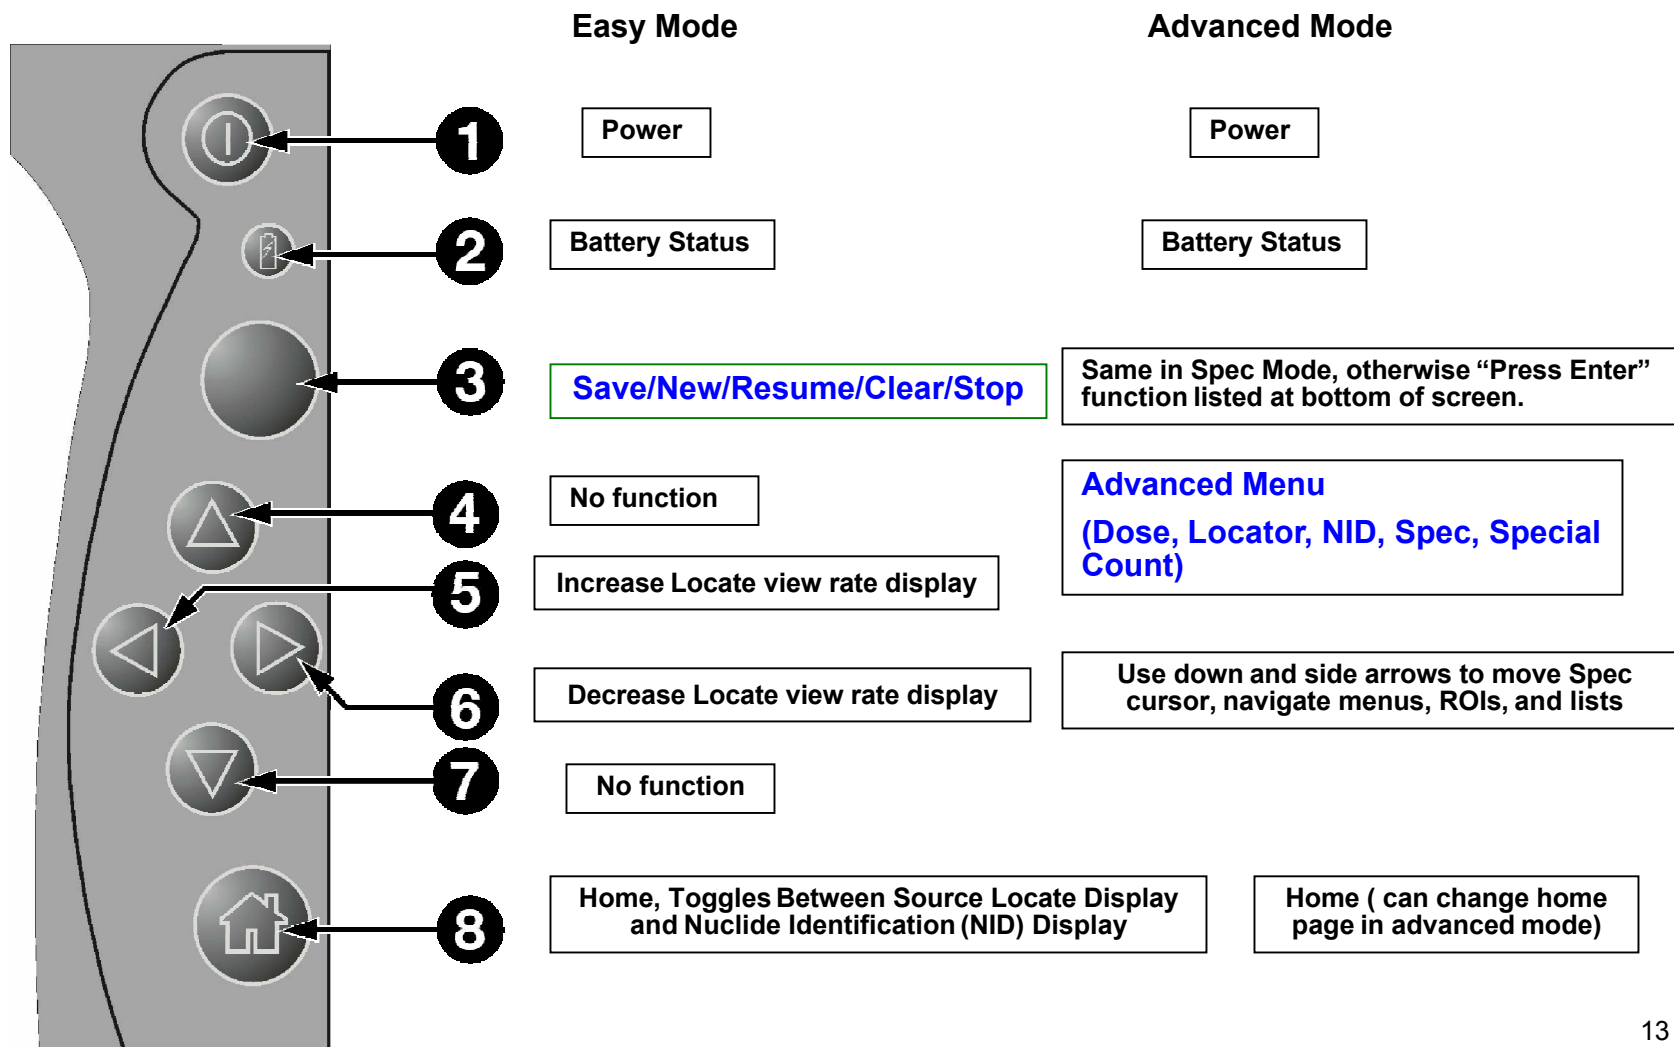 Easy Mode
Advanced Mode
1
Power
Power
2
Battery Status
Battery Status
3
Save/New/Resume/Clear/Stop
Same in Spec Mode, otherwise “Press Enter”
function listed at bottom of screen.
4
No function
Advanced Menu
(Dose, Locator, NID, Spec, Special
Count)
5
Increase Locate view rate display
6
Decrease Locate view rate display
Use down and side arrows to move Spec
cursor, navigate menus, ROIs, and lists
7
No function
8
Home, Toggles Between Source Locate Display
and Nuclide Identification (NID) Display
Home ( can change home
page in advanced mode)
13